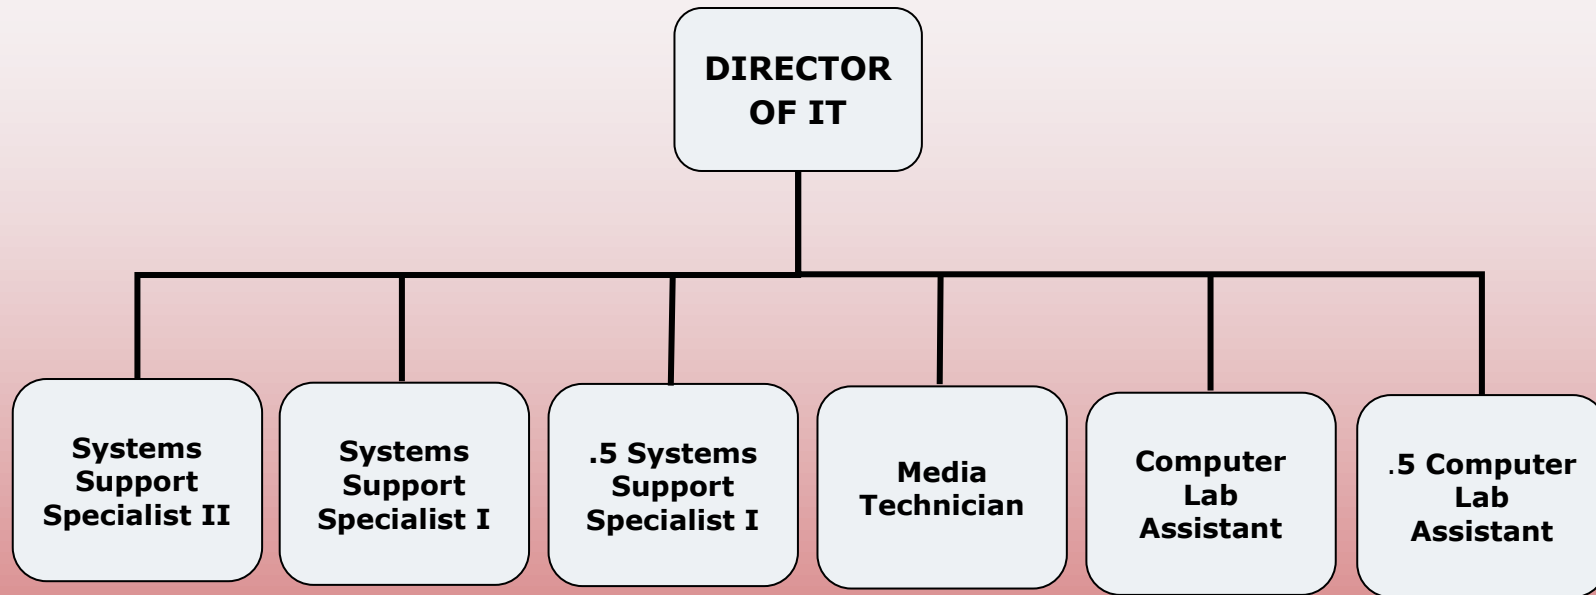 DIRECTOR
OF IT
Systems
Support
Specialist II
Systems
Support
Specialist I
.5 Systems
Support
Specialist I
Media
Technician
Computer
Lab
Assistant
.5 Computer
Lab
Assistant